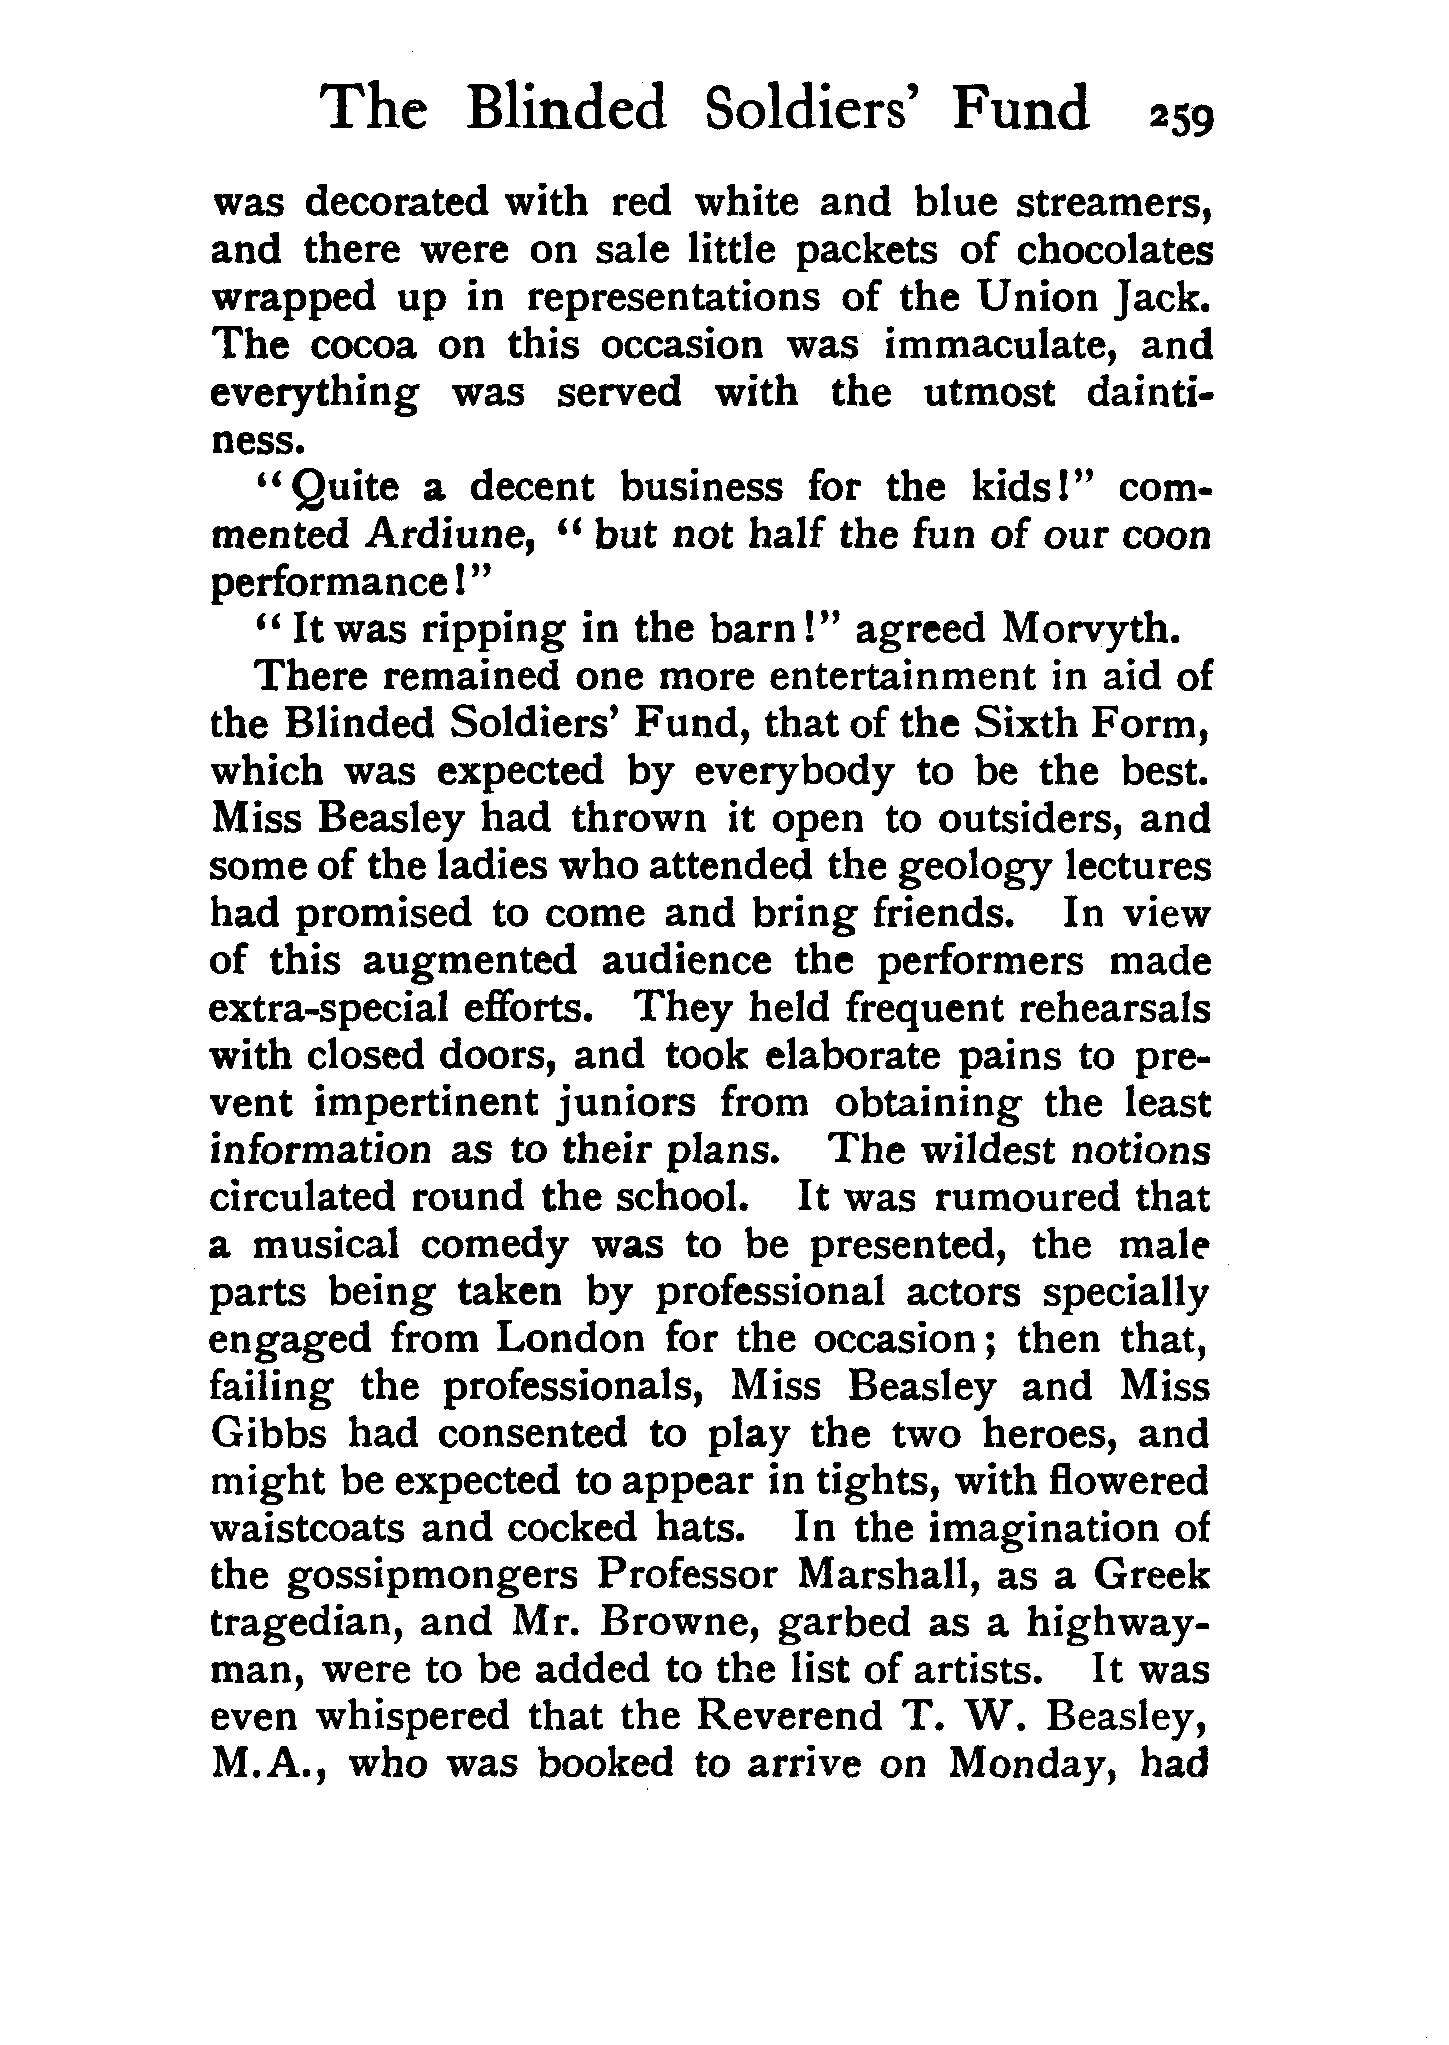 The Blinded Soldiers' Fund 259
was decorated with red white and blue streamers,
and there were on sale little packets of chocolates
wrapped up in representations of the Union Jack.
The cocoa on this occasion was immaculate, and
everything was served with the utmost dainti-
ness.
"Quite a decent business for the kids!" com-
mented Ardiune, "but not half the fun of our coon
performance!"
"It was ripping in the barn!" agreed Morvyth.
There remained one more entertainment in aid of
the Blinded Soldiers' Fund, that of the Sixth Form,
which was expected by everybody to be the best.
Miss Beasley had thrown it open to outsiders, and
some of the ladies who attended the geology lectures
had promised to come and bring friends. In view
of this augmented audience the performers made
extra-special efforts. They held frequent rehearsals
with closed doors, and took elaborate pains to pre-
vent impertinent juniors from obtaining the least
information as to their plans. The wildest notions
circulated round the school. It was rumoured that
a musical comedy was to be presented, the male
parts being taken by professional actors specially
engaged from London for the occasion; then that,
failing the professionals, Miss Beasley and Miss
Gibbs had consented to play the two heroes, and
might be expected to appear in tights, with flowered
waistcoats and cocked hats. In the imagination of
the gossipmongers Professor Marshall, as a Greek
tragedian, and Mr. Browne, garbed as a highway-
man, were to be added to the list of artists. It was
even whispered that the Reverend T. W. Beasley,
M.A., who was booked to arrive on Monday, had